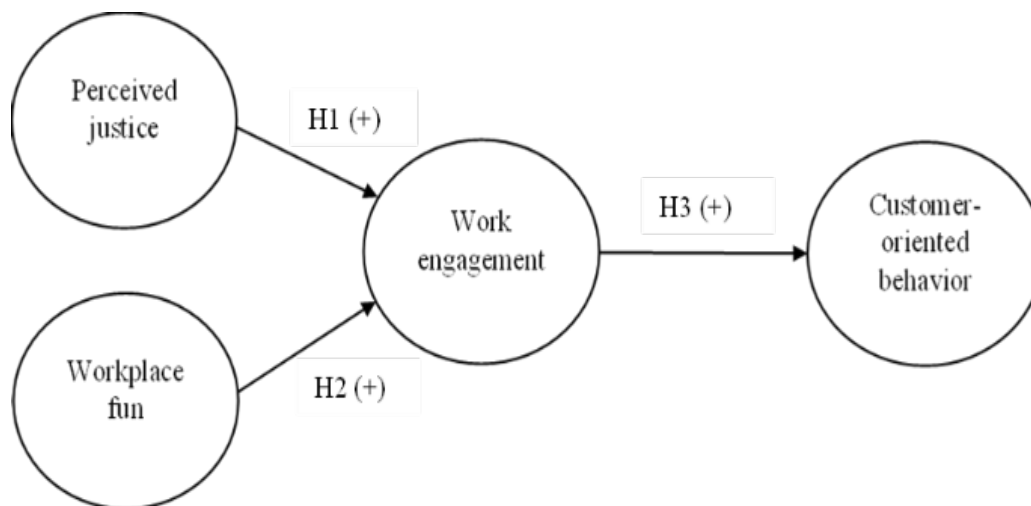 Perceived
justice
H1 (+)
Work
engagement
H3 (+)
Customer-
oriented
behavior
Workplace
fun
H2 (+)